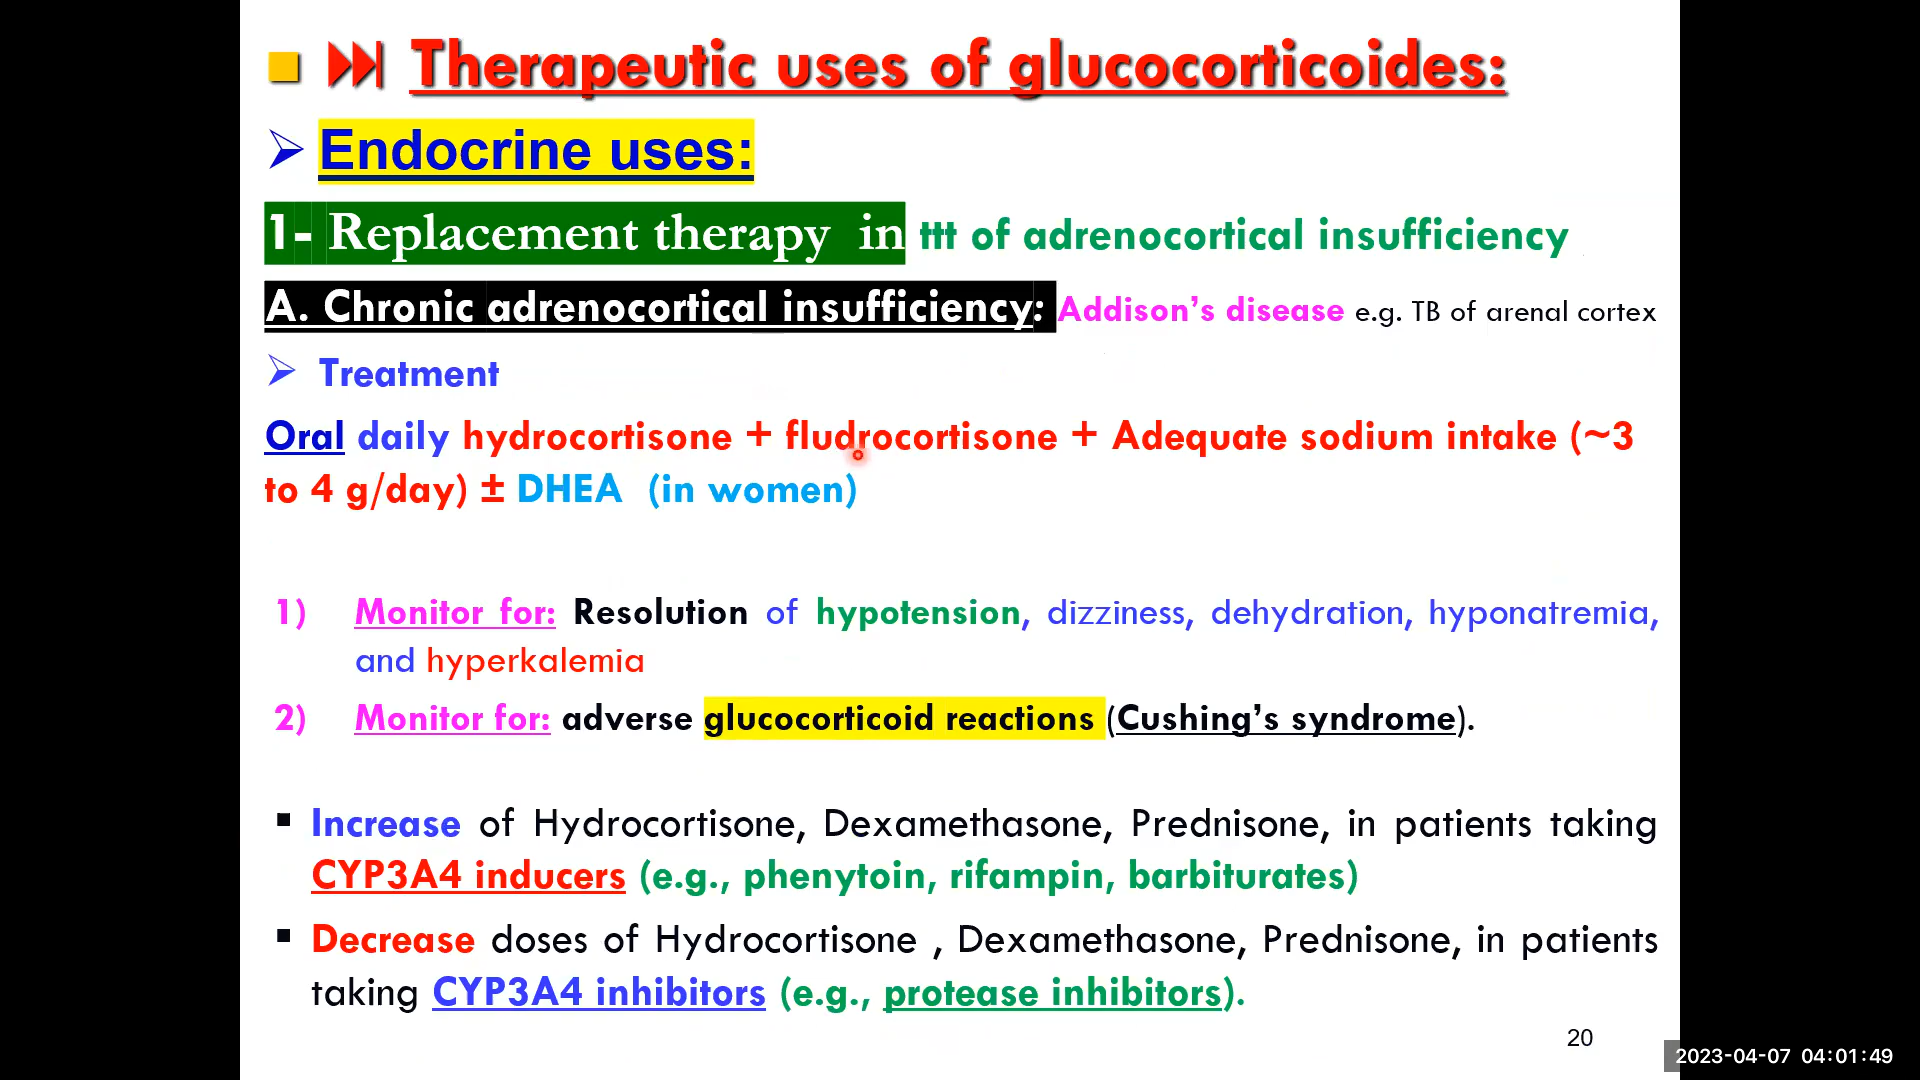 Therapeutic uses of glucocorticoides:
Endocrine uses:
1- Replacement therapy in ttt of adrenocortical insufficiency
A. Chronic adrenocortical insufficiency: Addison’s disease e.g. TB of arenal cortex
Treatment
Oral daily hydrocortisone + fludrocortisone + Adequate sodium intake (~3
to 4 g/day) ± DHEA (in women)
1) Monitor for: Resolution of hypotension, dizziness, dehydration, hyponatremia,
and hyperkalemia
2) Monitor for: adverse glucocorticoid reactions (Cushing’s syndrome).
Increase of Hydrocortisone, Dexamethasone, Prednisone, in patients taking
CYP3A4 inducers (e.g., phenytoin, rifampin, barbiturates)
Decrease doses of Hydrocortisone , Dexamethasone, Prednisone, in patients
taking CYP3A4 inhibitors (e.g., protease inhibitors).
20
2023-04-07 04:01:49